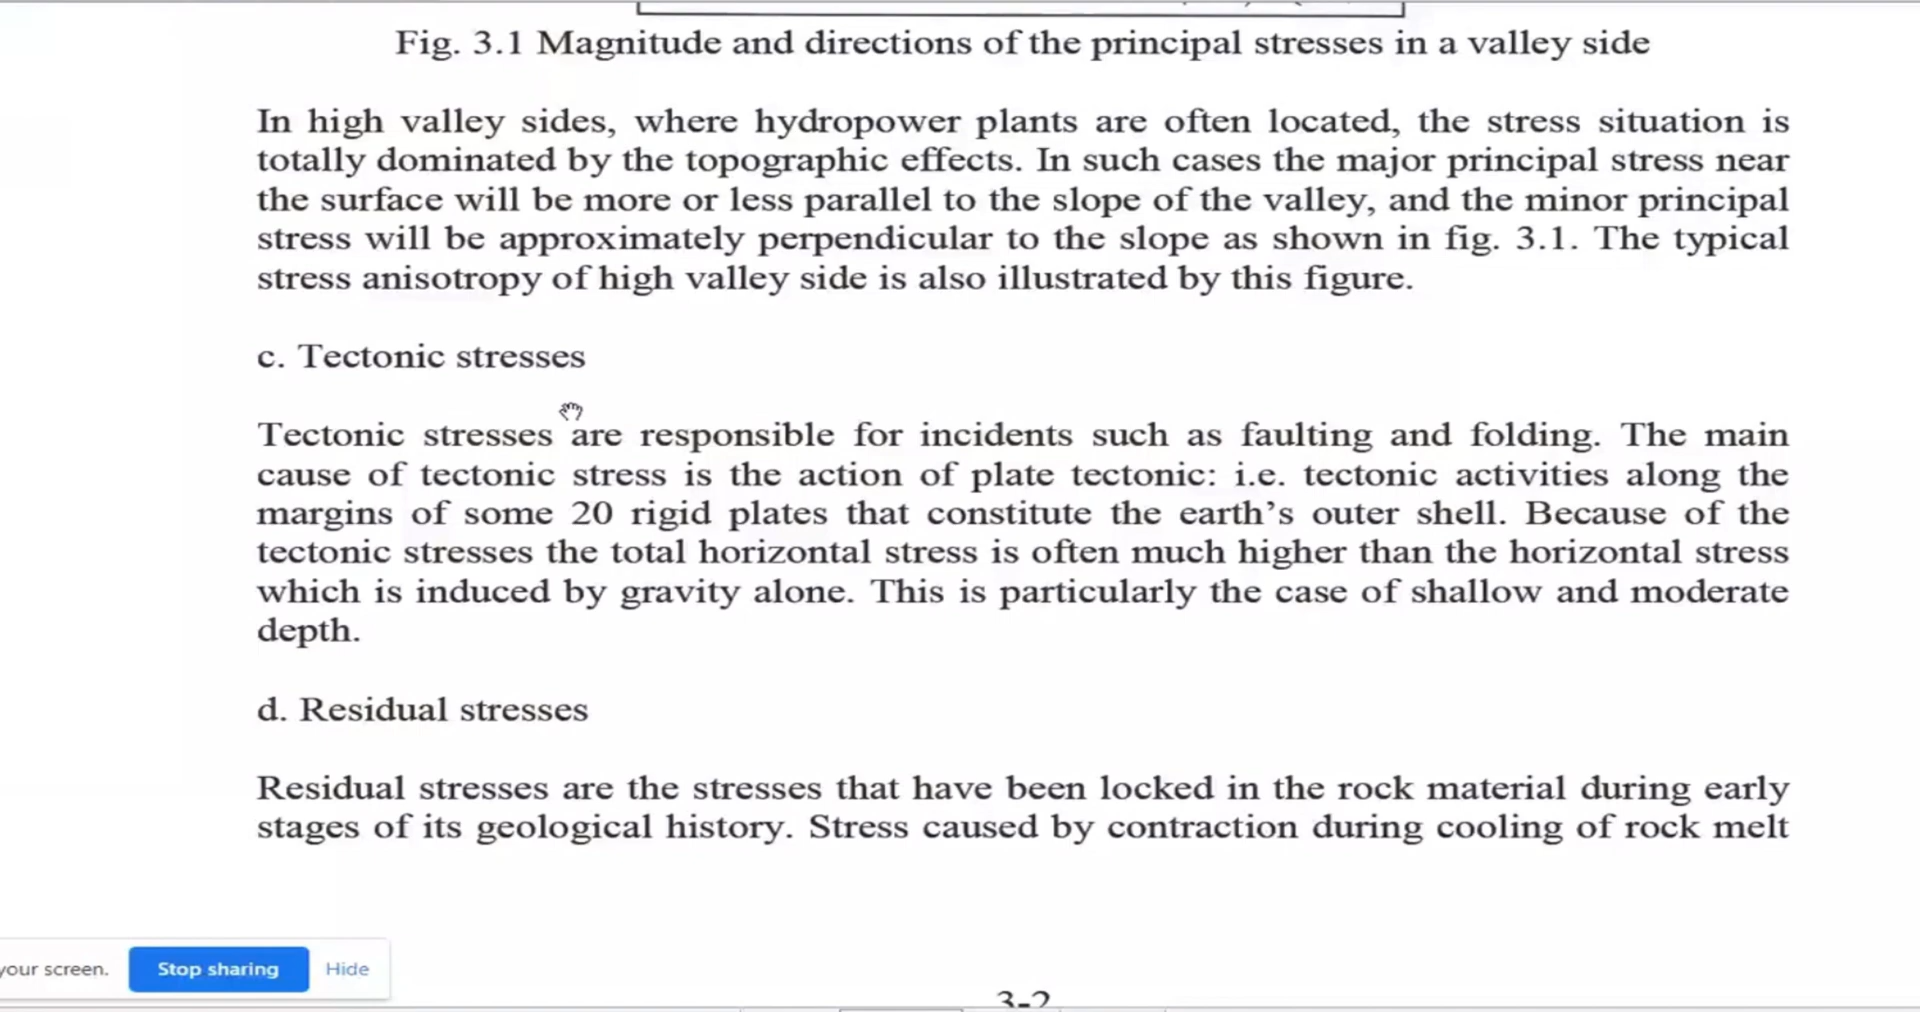 Fig. 3.1 Magnitude and directions of the principal stresses in a valley side
In high valley sides, where hydropower plants are often located, the stress situation is
totally dominated by the topographic effects. In such cases the major principal stress near
the surface will be more or less parallel to the slope of the valley, and the minor principal
stress will be approximately perpendicular to the slope as shown in fig. 3.1. The typical
stress anisotropy of high valley side is also illustrated by this figure.
c. Tectonic stresses
Tectonic stresses are responsible for incidents such as faulting and folding. The main
cause of tectonic stress is the action of plate tectonic: i.e. tectonic activities along the
margins of some 20 rigid plates that constitute the earth's outer shell. Because of the
tectonic stresses the total horizontal stress is often much higher than the horizontal stress
which is induced by gravity alone. This is particularly the case of shallow and moderate
depth.
d. Residual stresses
Residual stresses are the stresses that have been locked in the rock material during early
stages of its geological history. Stress caused by contraction during cooling of rock melt
your screen. Stop sharing Hide
3-2